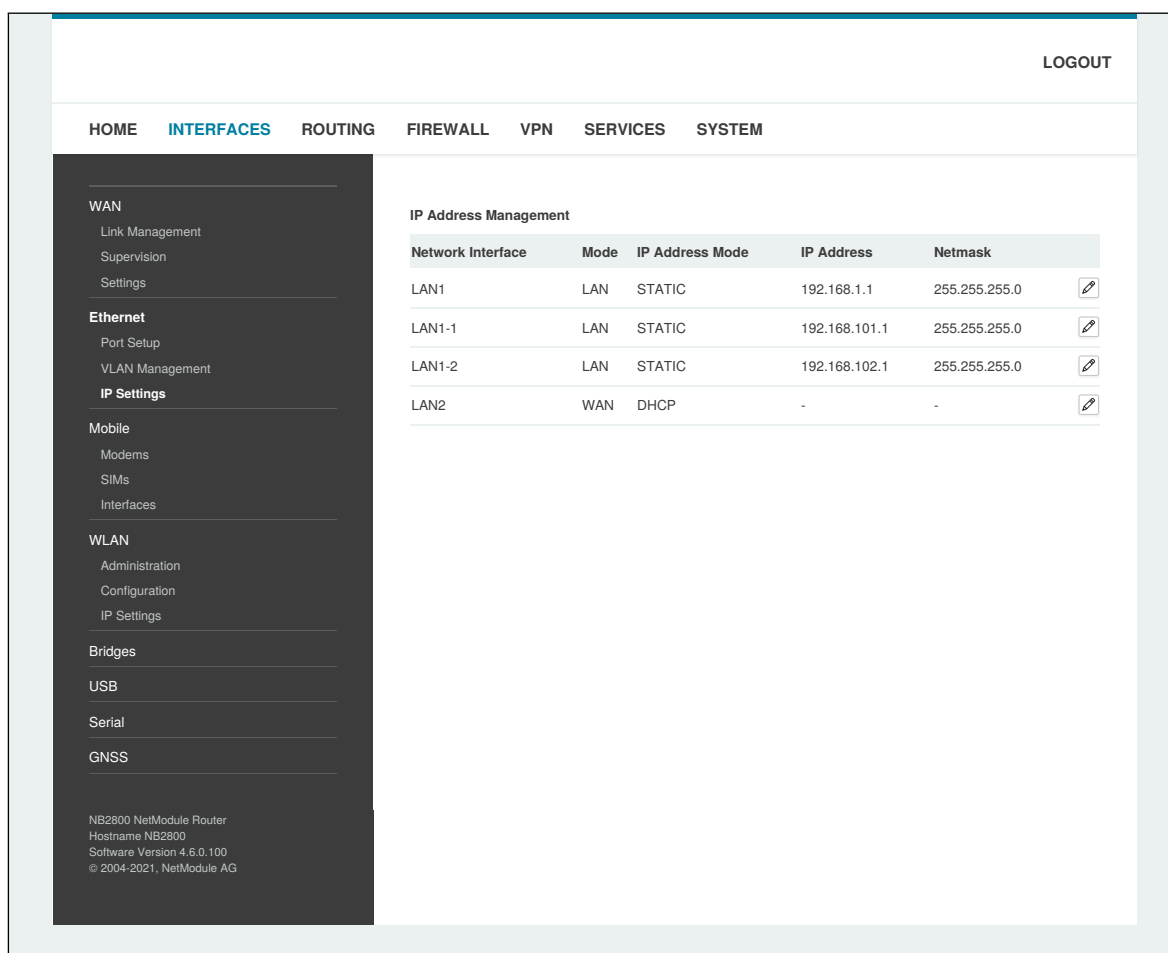 LOGOUT
HOME INTERFACES ROUTING FIREWALL VPN SERVICES SYSTEM
WAN
Link Management
Supervision
Settings
Ethernet
Port Setup
VLAN Management
IP Settings
Mobile
Modems
SIMs
Interfaces
WLAN
Administration
Configuration
IP Settings
Bridges
USB
Serial
GNSS
NB2800 NetModule Router
Hostname NB2800
Software Version 4.6.0.100
© 2004-2021, NetModule AG
IP Address Management
Network Interface Mode IP Address Mode IP Address Netmask
LAN1 LAN STATIC 192.168.1.1 255.255.255.0
LAN1-1 LAN STATIC 192.168.101.1 255.255.255.0
LAN1-2 LAN STATIC 192.168.102.1 255.255.255.0
LAN2 WAN DHCP - -